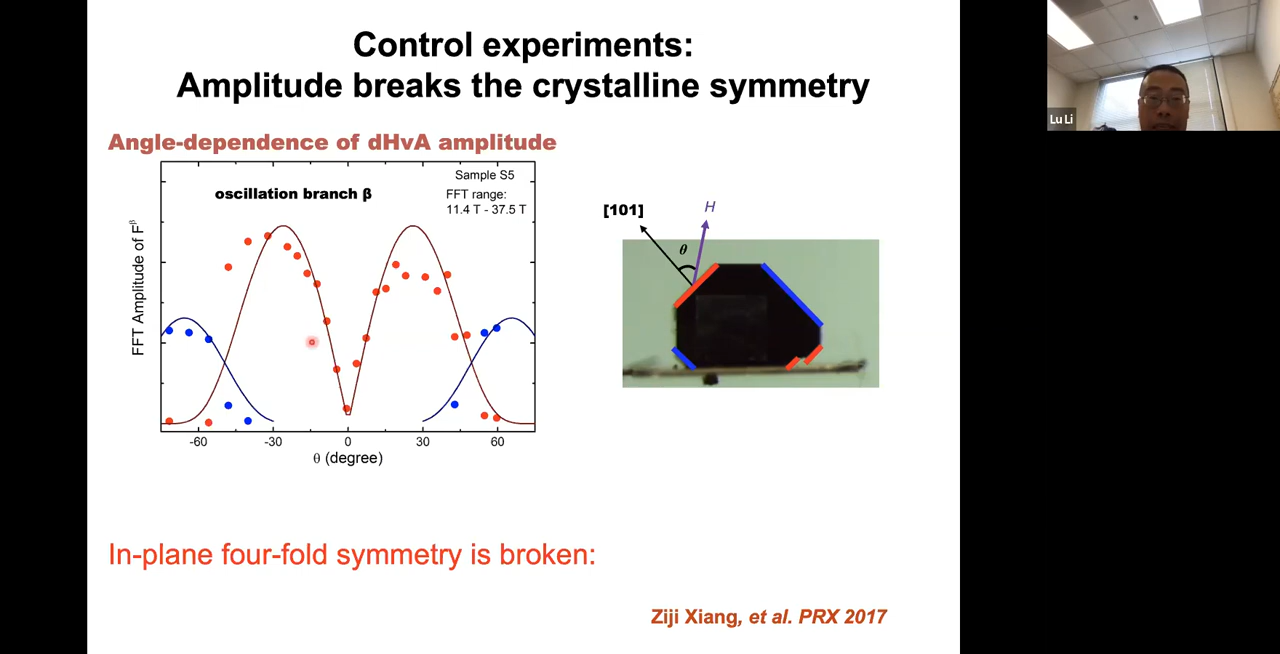 Control experiments:
Amplitude breaks the crystalline symmetry
Lu Li
Angle-dependence of dHvA amplitude
Sample S5
oscillation branch β
FFT range:
11.4 T - 37.5 T
FFT Amplitude of Fᵝ
-60 -30 0 30 60
θ (degree)
[101]
H
θ
In-plane four-fold symmetry is broken:
Ziji Xiang, et al. PRX 2017